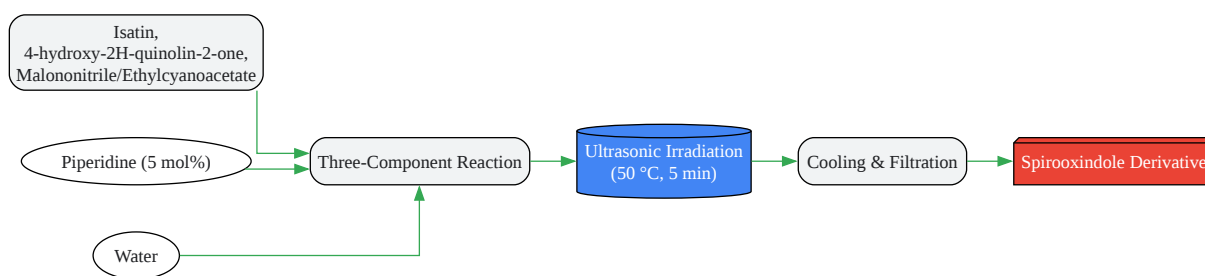 Isatin,
4-hydroxy-2H-quinolin-2-one,
Malononitrile/Ethylcyanoacetate
Piperidine (5 mol%)
Three-Component Reaction
Ultrasonic Irradiation
(50 °C, 5 min)
Cooling & Filtration
Spirooxindole Derivative
Water